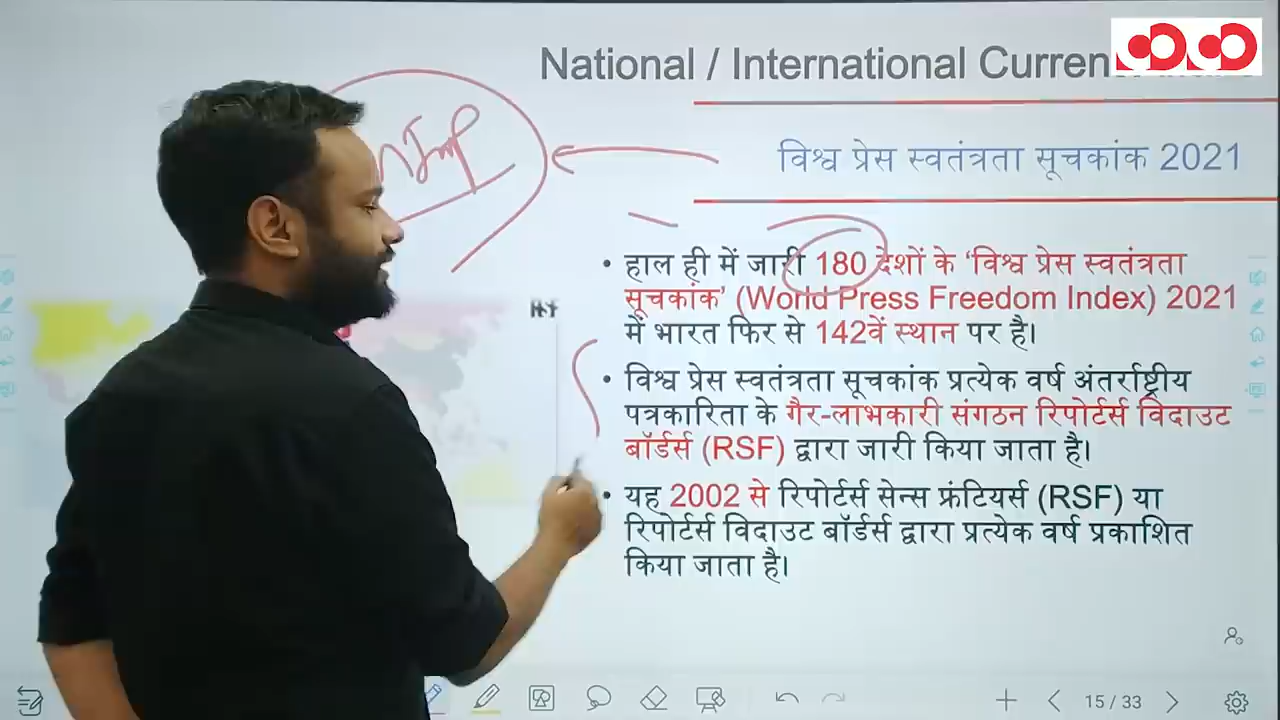 National / International Curren
विश्व प्रेस स्वतंत्रता सूचकांक 2021
• हाल ही में जारी 180 देशों के ‘विश्व प्रेस स्वतंत्रता
सूचकांक’ (World Press Freedom Index) 2021
में भारत फिर से 142वें स्थान पर है।
• विश्व प्रेस स्वतंत्रता सूचकांक प्रत्येक वर्ष अंतर्राष्ट्रीय
पत्रकारिता के गैर-लाभकारी संगठन रिपोर्टर्स विदाउट
बॉर्डर्स (RSF) द्वारा जारी किया जाता है।
• यह 2002 से रिपोर्टर्स सेन्स फ्रंटियर्स (RSF) या
रिपोर्टर्स विदाउट बॉर्डर्स द्वारा प्रत्येक वर्ष प्रकाशित
किया जाता है।
15 / 33